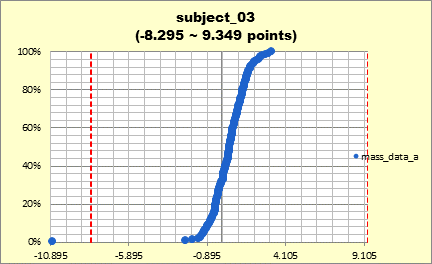 subject_03
(-8.295 ~ 9.349 points)
100%
80%
60%
40%
20%
0%
mass_data_a
-10.895 -5.895 -0.895 4.105 9.105